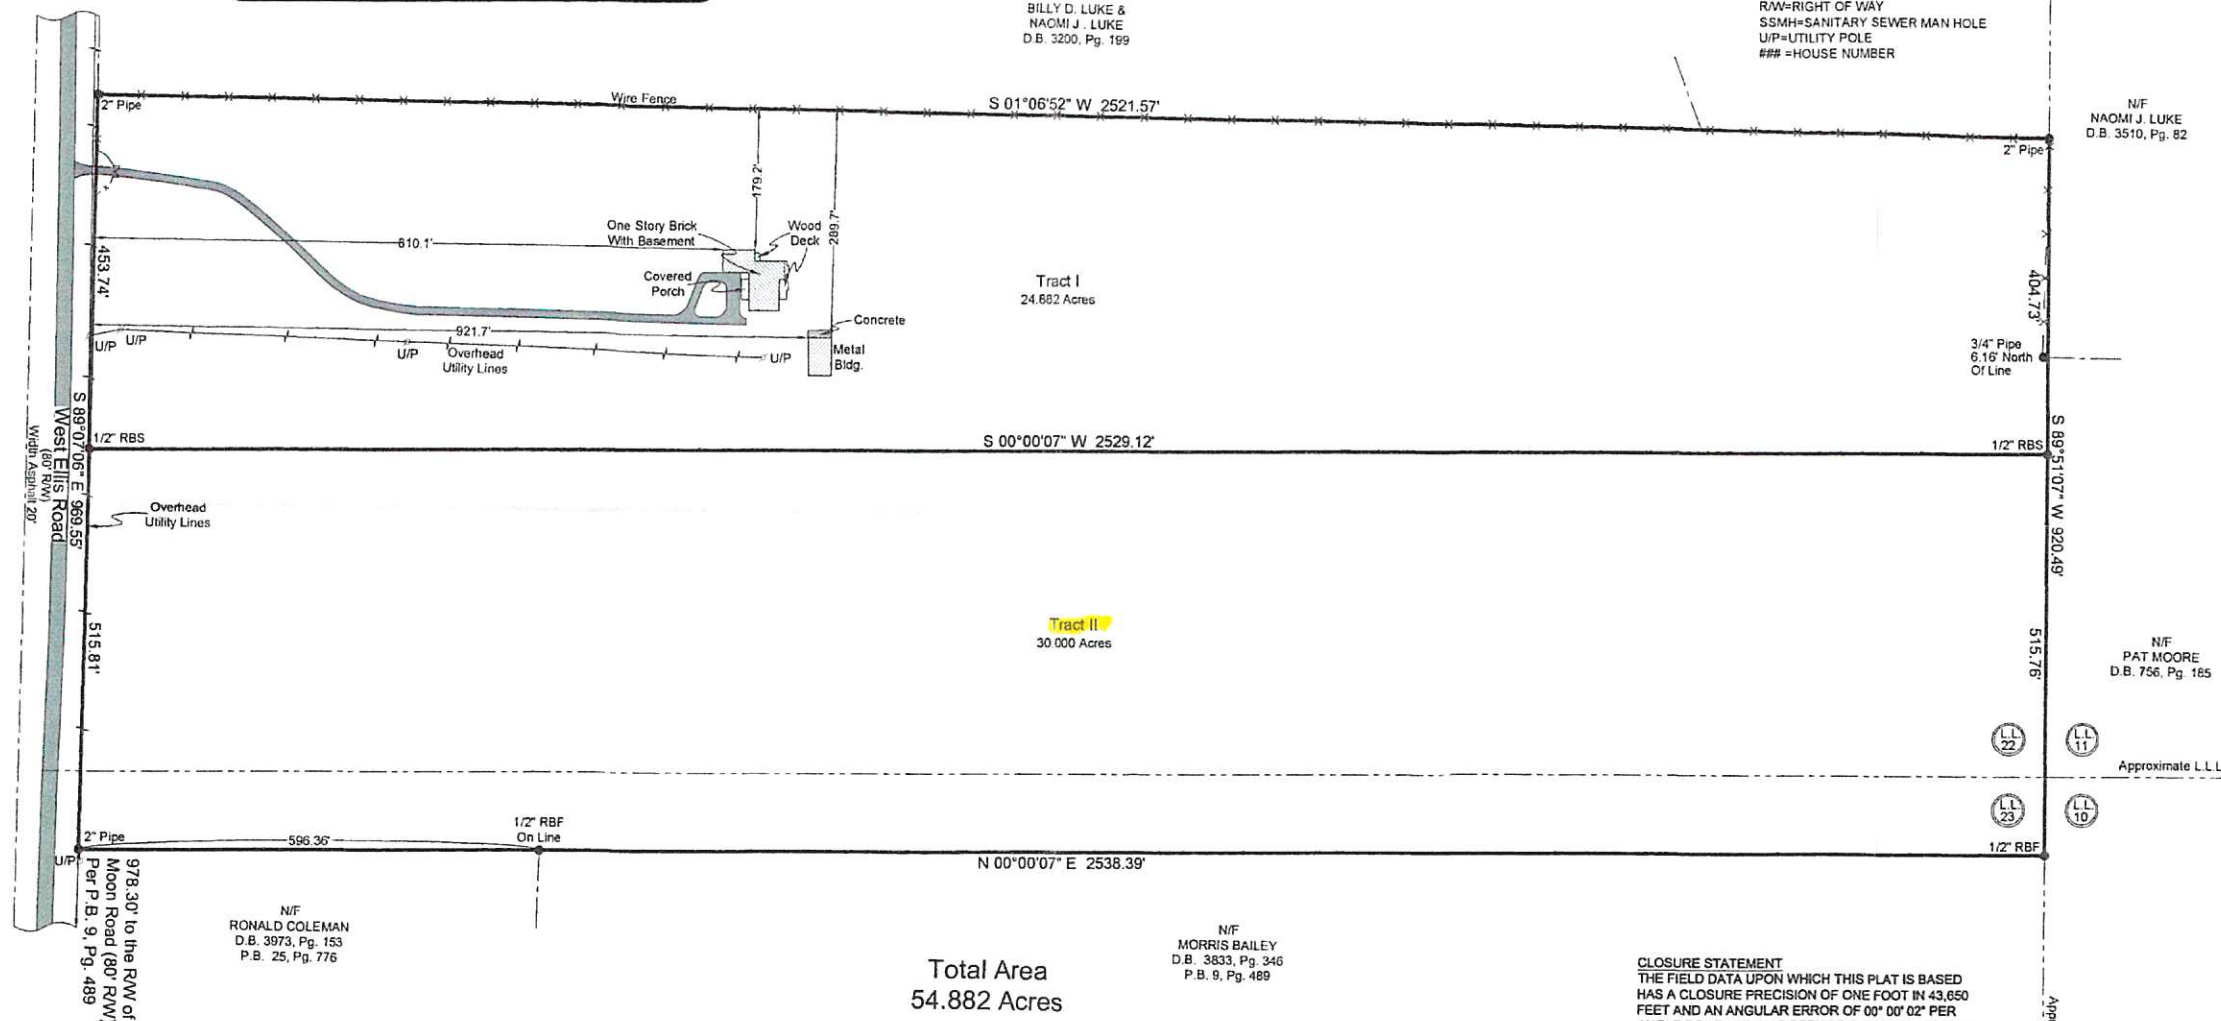 BILLY D. LUKE &
NAOMI J . LUKE
D.B. 3200, Pg. 199
R/W=RIGHT OF WAY
SSMH=SANITARY SEWER MAN HOLE
U/P=UTILITY POLE
### =HOUSE NUMBER
2" Pipe
Wire Fence
S 01°06'52" W 2521.57'
2" Pipe
N/F
NAOMI J. LUKE
D.B. 3510, Pg. 82
179.2'
289.7'
610.1'
One Story Brick
With Basement
Wood
Deck
Covered
Porch
453.74'
Tract I
24.882 Acres
404.73'
921.7'
Concrete
Metal
Bldg.
U/P
U/P
U/P
Overhead
Utility Lines
U/P
3/4" Pipe
6.16' North
Of Line
1/2" RBS
S 00°00'07" W 2529.12'
1/2" RBS
S 89°07'06" E 969.55'
West Ellis Road
(80' R/W)
Width Asphalt 20'
S 89°51'07" W 920.49'
Overhead
Utility Lines
515.81'
Tract II
30.000 Acres
515.76'
N/F
PAT MOORE
D.B. 756, Pg. 185
L.L.
22
L.L.
11
Approximate L.L.L
L.L.
23
L.L.
10
2" Pipe
596.36'
1/2" RBF
On Line
U/P
N 00°00'07" E 2538.39'
1/2" RBF
978.30' to the R/W of
Moon Road (80' R/W)
Per P.B. 9, Pg. 489
N/F
RONALD COLEMAN
D.B. 3973, Pg. 153
P.B. 25, Pg. 776
N/F
MORRIS BAILEY
D.B. 3833, Pg. 346
P.B. 9, Pg. 489
Total Area
54.882 Acres
CLOSURE STATEMENT
THE FIELD DATA UPON WHICH THIS PLAT IS BASED
HAS A CLOSURE PRECISION OF ONE FOOT IN 43,650
FEET AND AN ANGULAR ERROR OF 00° 00' 02" PER